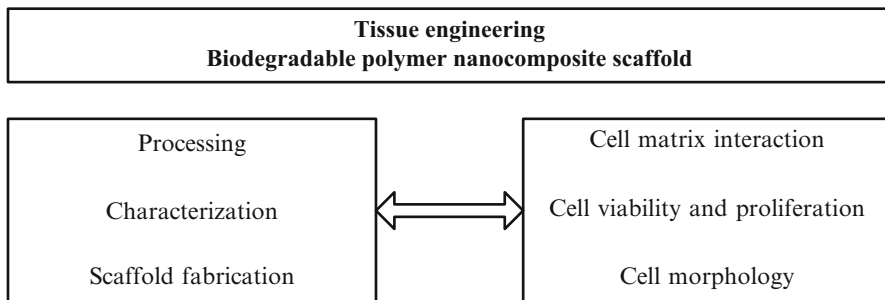 Tissue engineering
Biodegradable polymer nanocomposite scaffold
Processing
Characterization
Scaffold fabrication
Cell matrix interaction
Cell viability and proliferation
Cell morphology